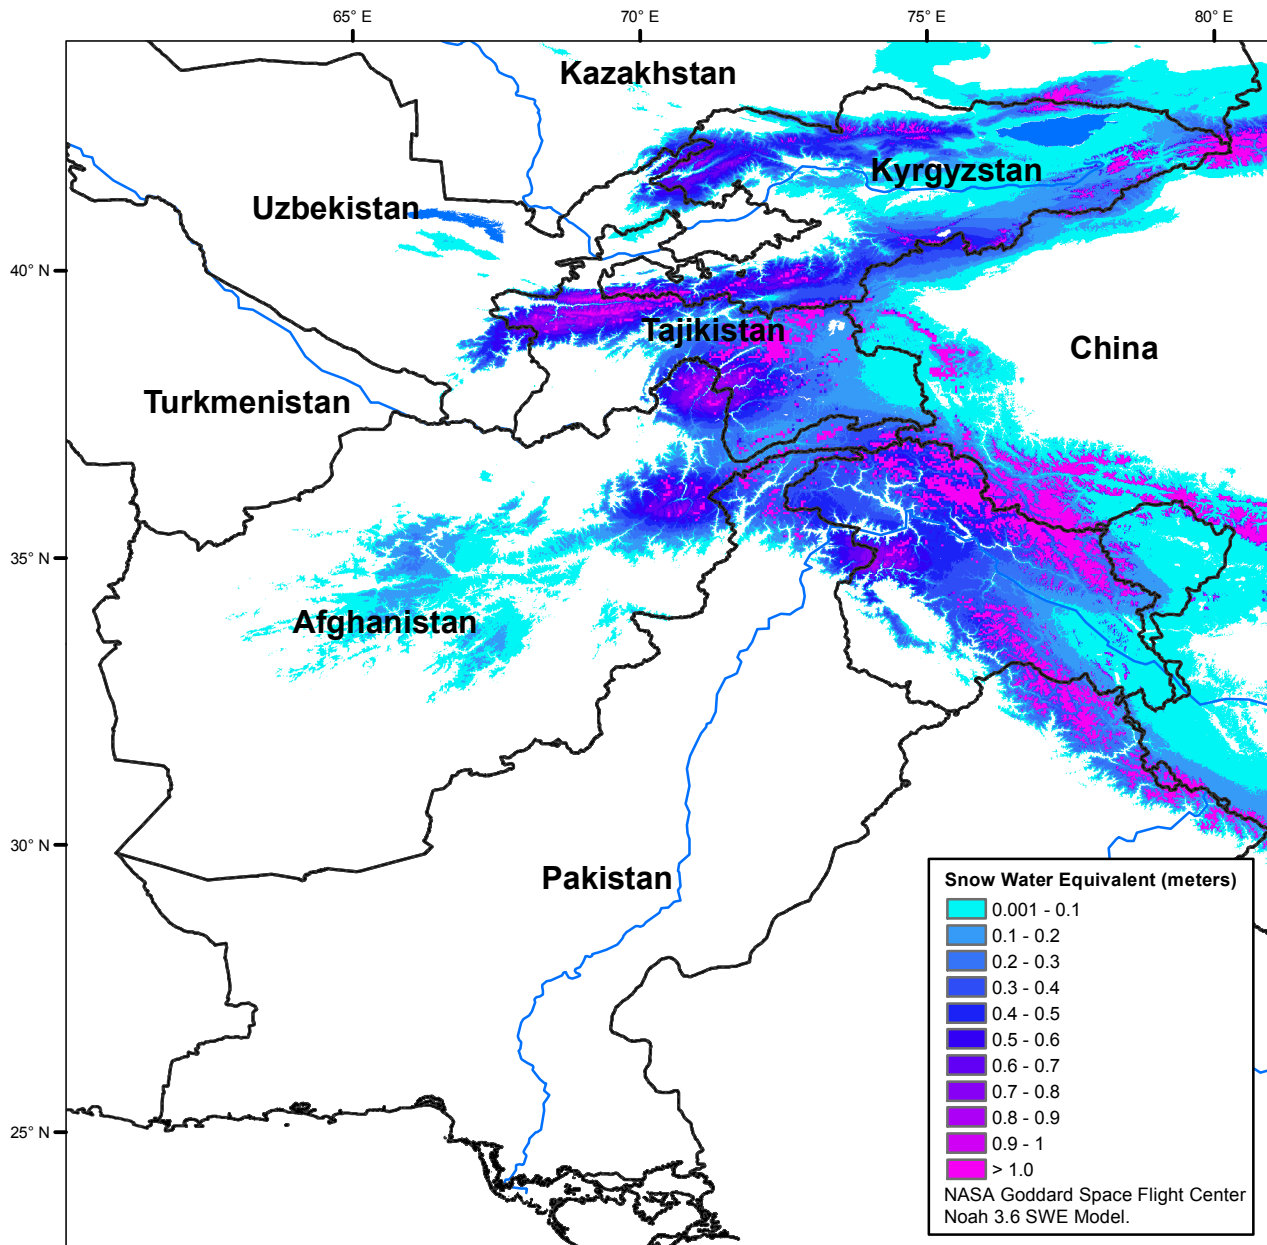 65° E
70° E
75° E
80° E
Kazakhstan
Kyrgyzstan
Uzbekistan
40° N
Tajikistan
China
Turkmenistan
35° N
Afghanistan
30° N
Pakistan
Snow Water Equivalent (meters)
0.001 - 0.1
0.1 - 0.2
0.2 - 0.3
0.3 - 0.4
0.4 - 0.5
0.5 - 0.6
0.6 - 0.7
0.7 - 0.8
0.8 - 0.9
0.9 - 1
> 1.0
25° N
NASA Goddard Space Flight Center
Noah 3.6 SWE Model.